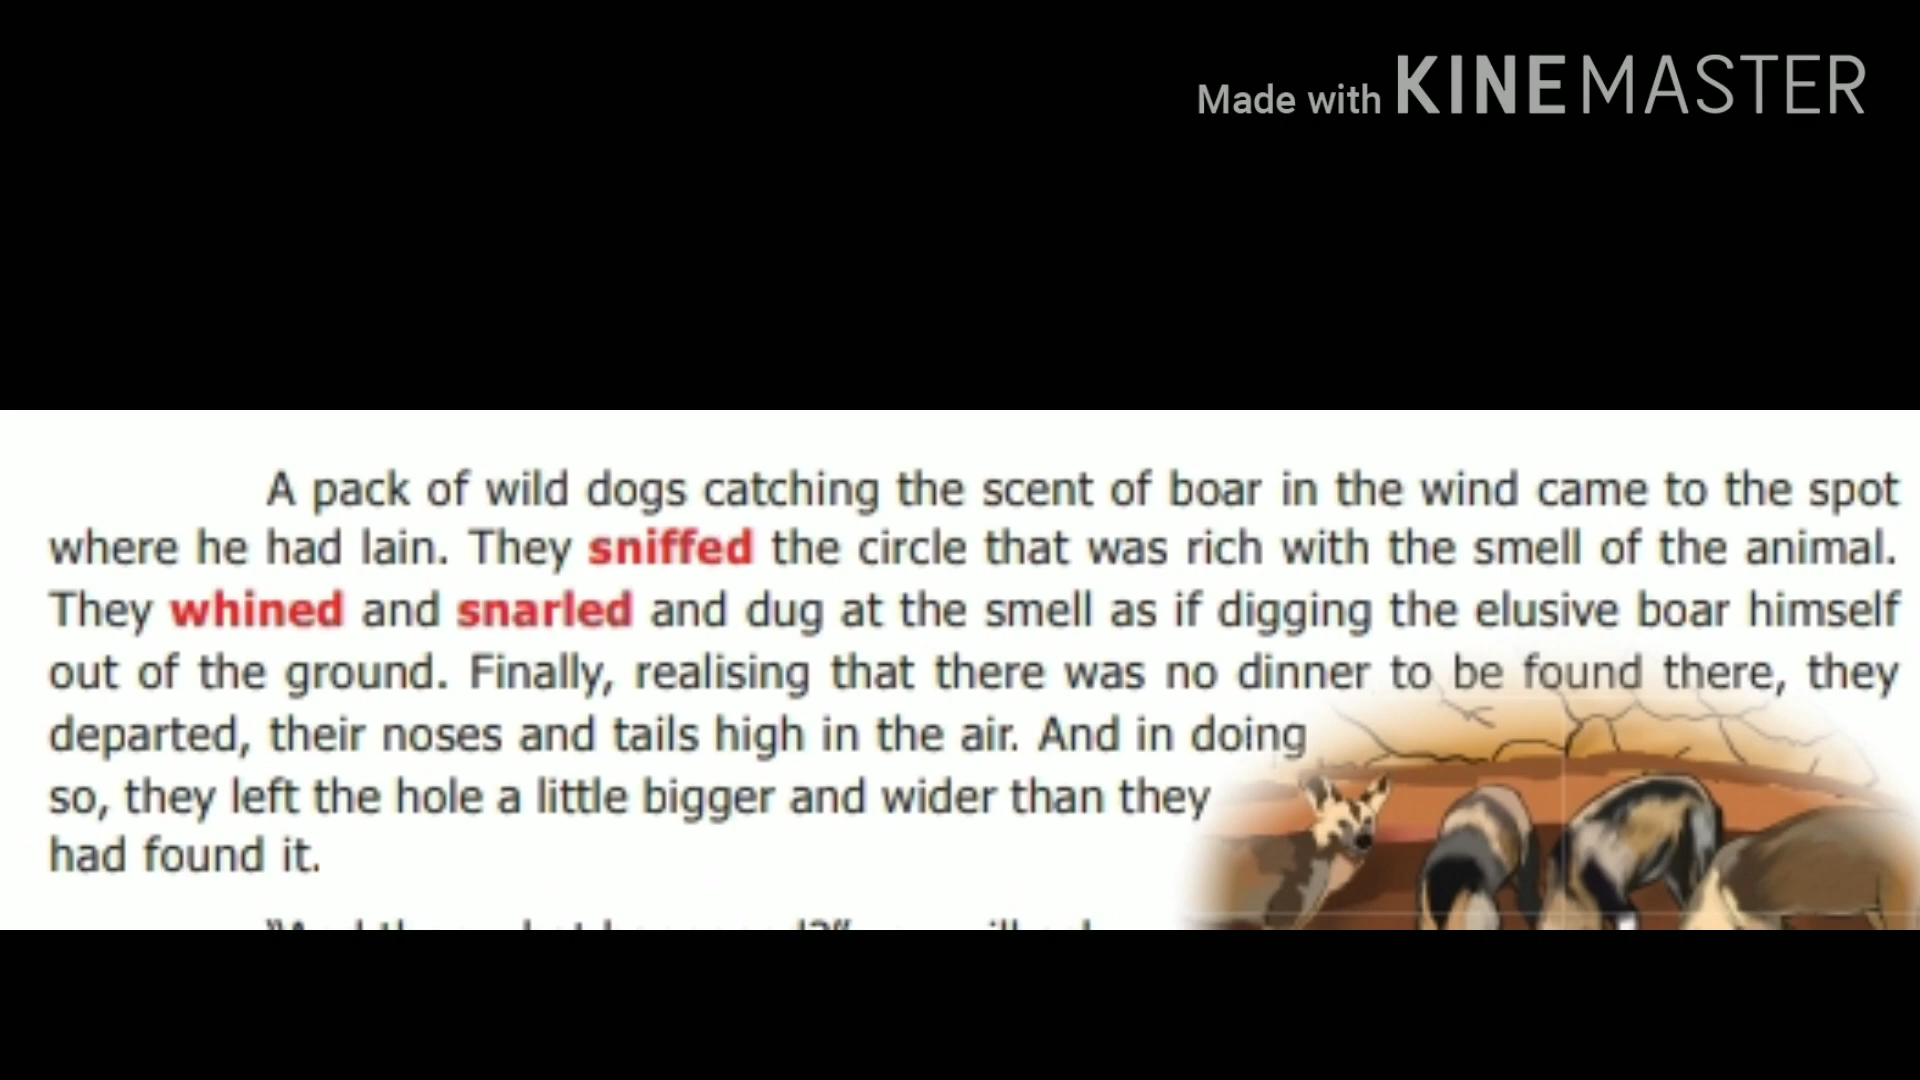 Made with KINEMASTER
A pack of wild dogs catching the scent of boar in the wind came to the spot
where he had lain. They sniffed the circle that was rich with the smell of the animal.
They whined and snarled and dug at the smell as if digging the elusive boar himself
out of the ground. Finally, realising that there was no dinner to be found there, they
departed, their noses and tails high in the air. And in doing
so, they left the hole a little bigger and wider than they
had found it.